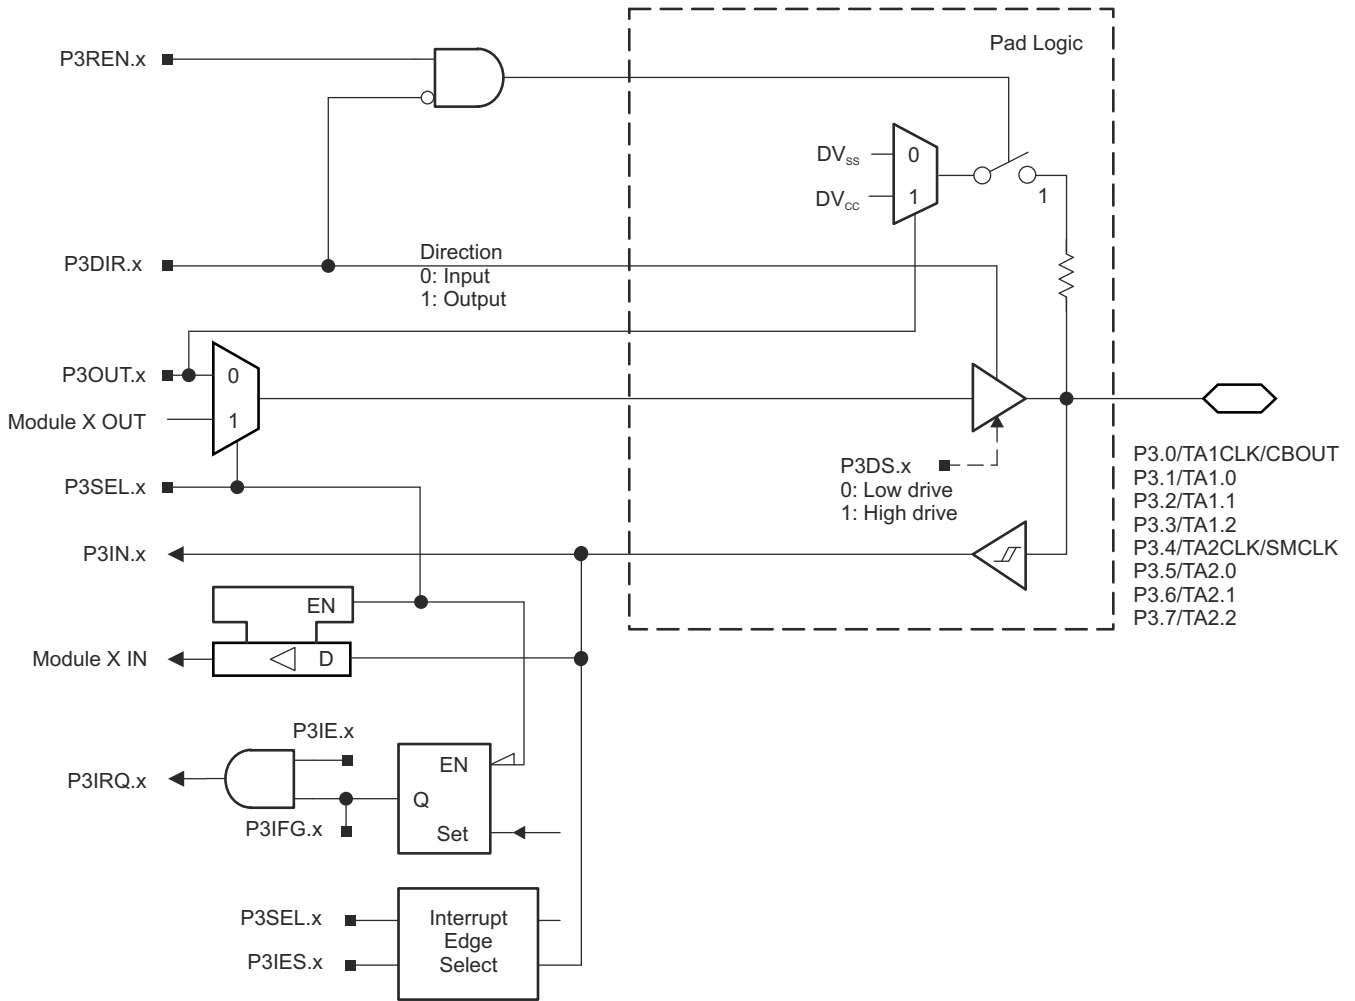 Pad Logic
P3REN.x
DVSS
0
DVCC
1
1
P3DIR.x
Direction
0: Input
1: Output
P3OUT.x
0
Module X OUT
1
P3SEL.x
P3DS.x
0: Low drive
1: High drive
P3.0/TA1CLK/CBOUT
P3.1/TA1.0
P3.2/TA1.1
P3.3/TA1.2
P3.4/TA2CLK/SMCLK
P3.5/TA2.0
P3.6/TA2.1
P3.7/TA2.2
P3IN.x
EN
Module X IN
D
P3IE.x
P3IRQ.x
EN
Q
P3IFG.x
Set
P3SEL.x
P3IES.x
Interrupt
Edge
Select